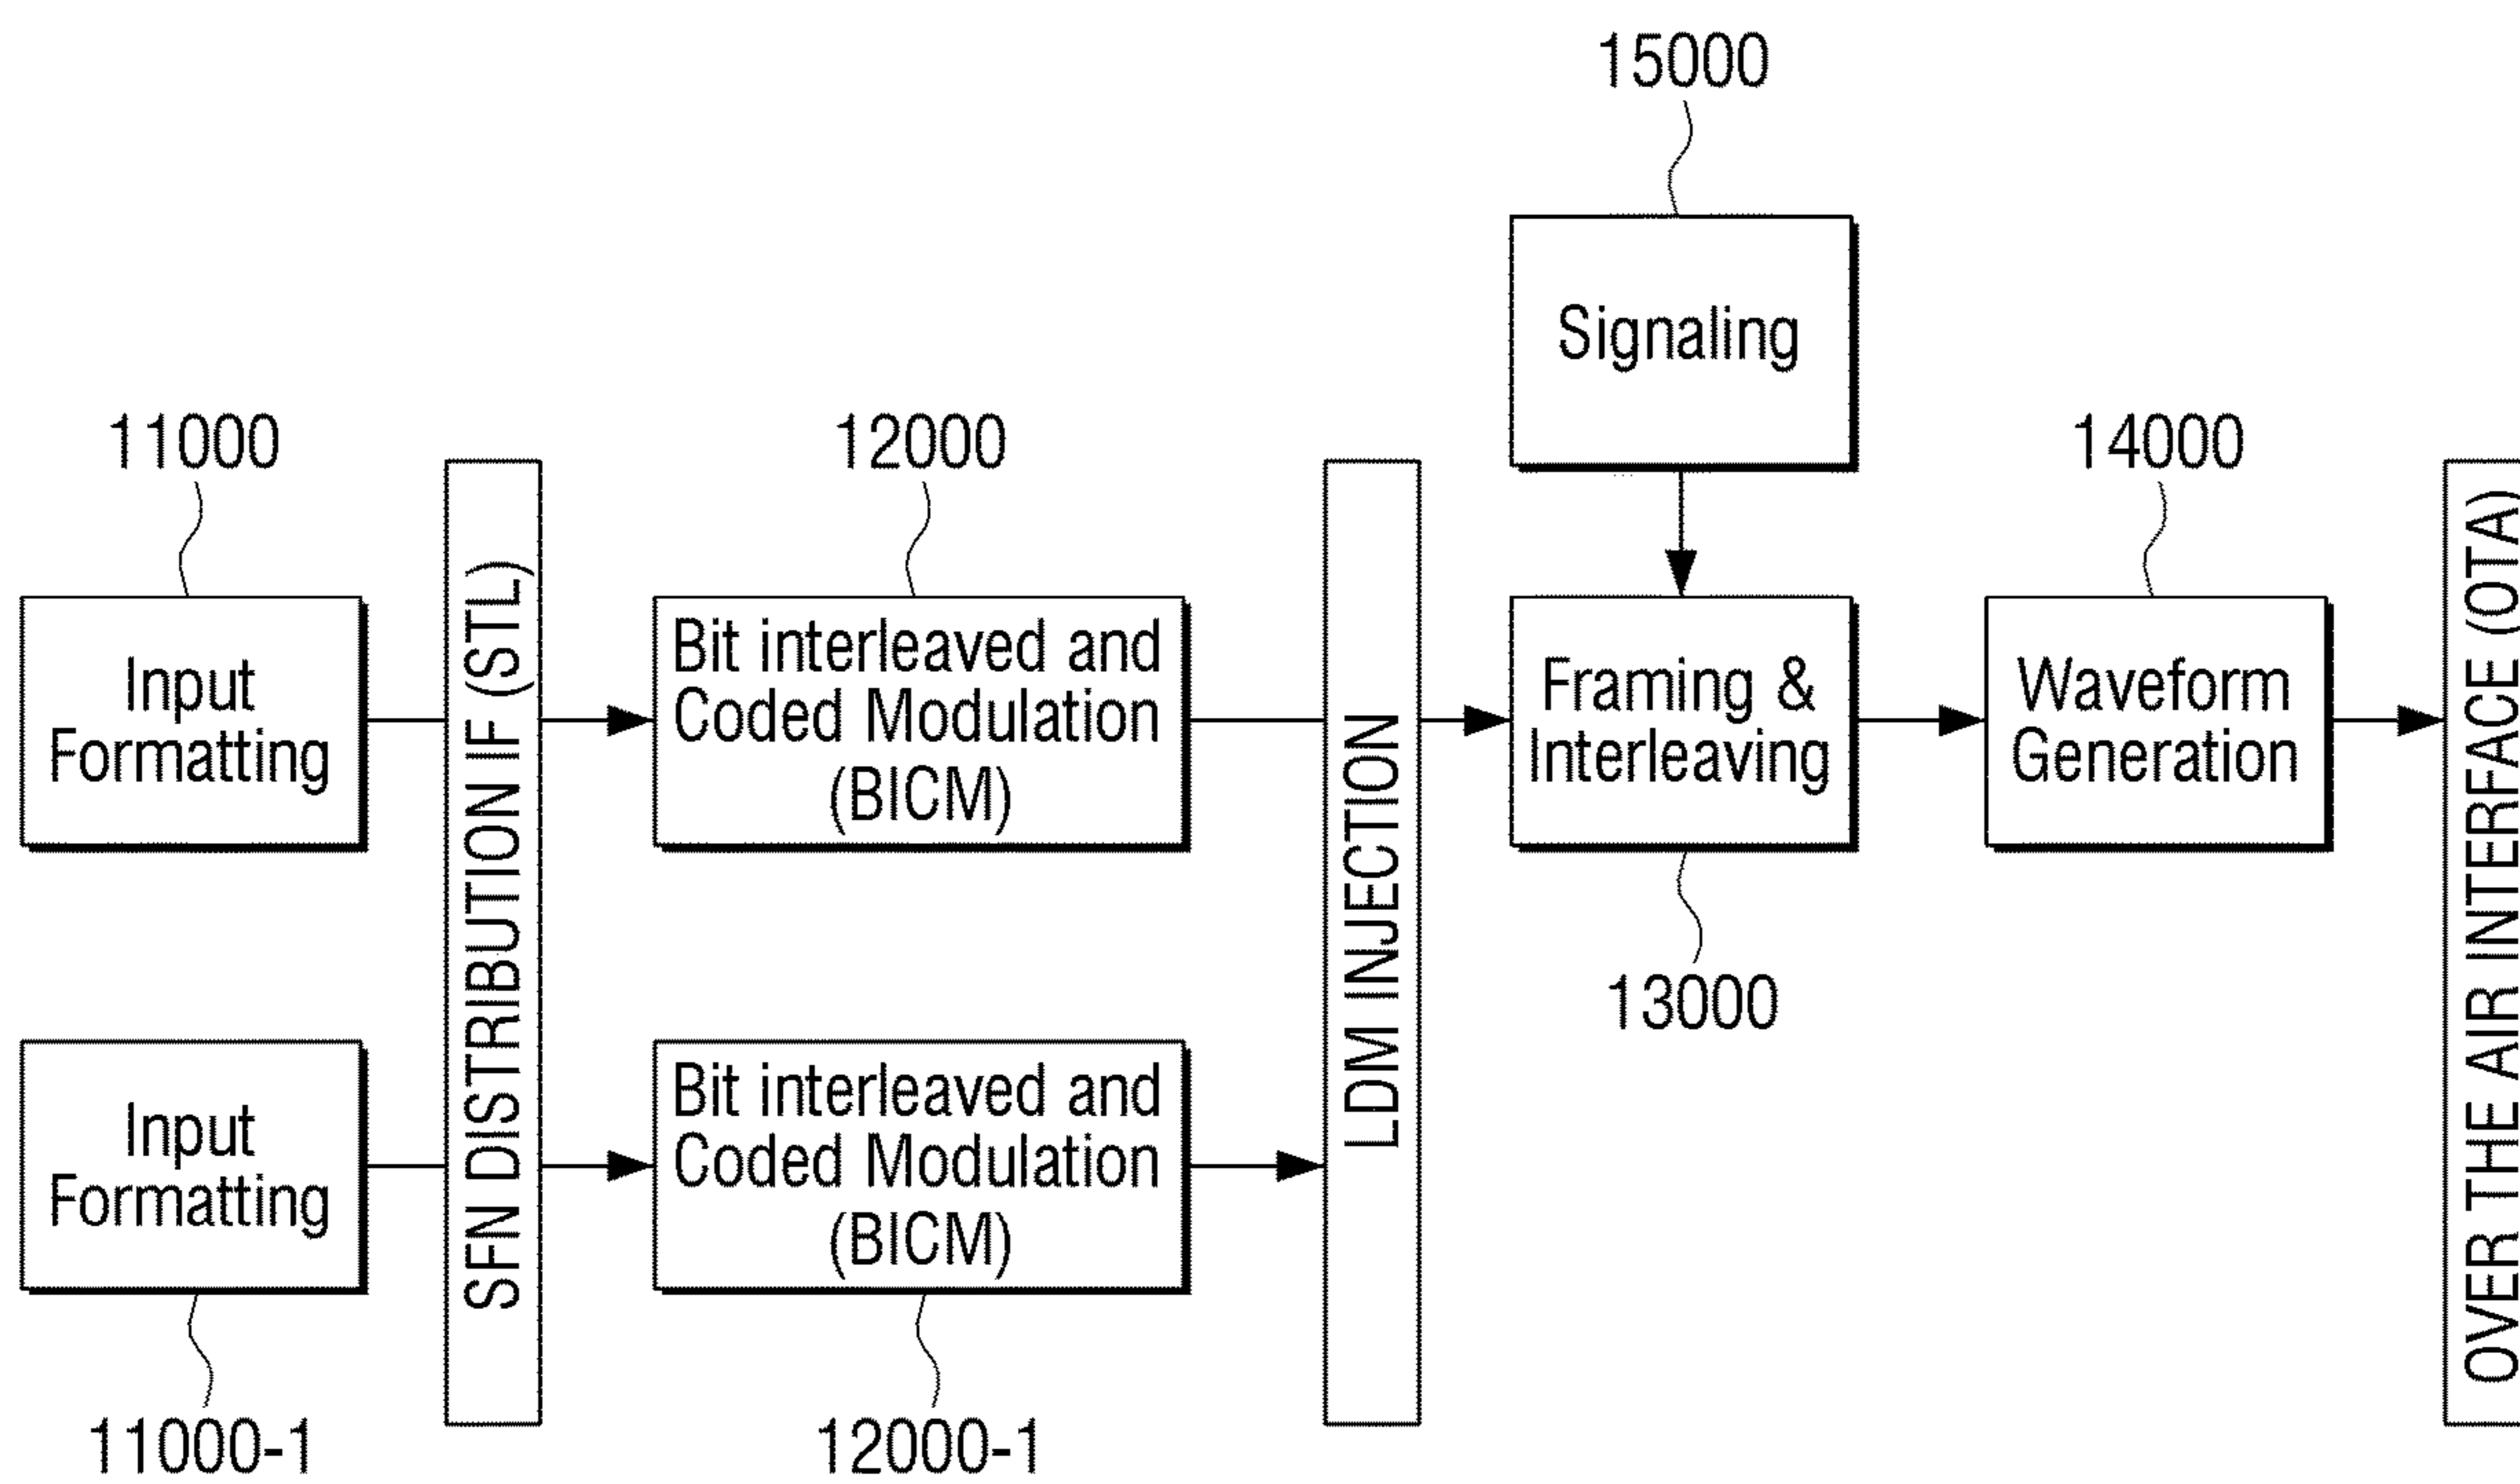 15000
Signaling
11000
12000
14000
Input
Formatting
SFN DISTRIBUTION IF (STL)
Bit interleaved and
Coded Modulation
(BICM)
LDM INJECTION
Framing &
Interleaving
Waveform
Generation
OVER THE AIR INTERFACE (OTA)
13000
Input
Formatting
Bit interleaved and
Coded Modulation
(BICM)
11000-1
12000-1